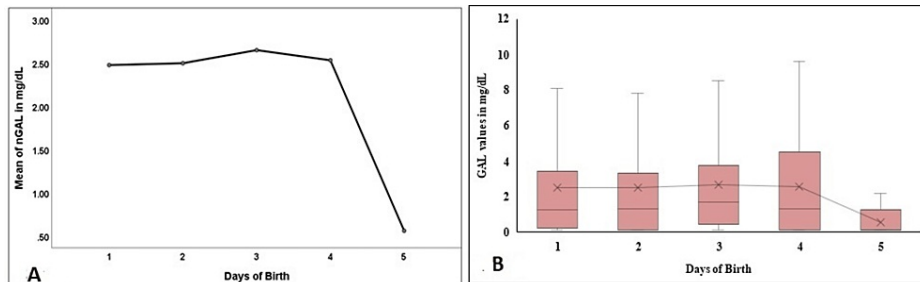 3.00
2.50
2.00
1.50
1.00
.50
Mean of nGAL in mg/dL
1 2 3 4 5
Days of Birth
A
12
10
8
6
4
2
0
GAL values in mg/dL
1 2 3 4 5
Days of Birth
B